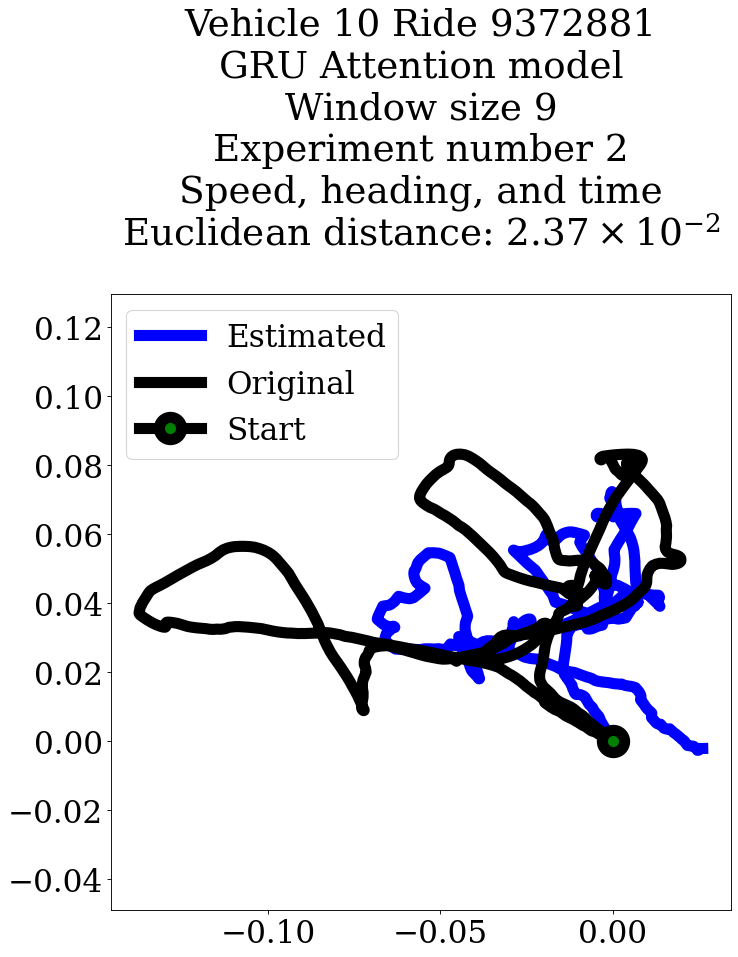 Vehicle 10 Ride 9372881
GRU Attention model
Window size 9
Experiment number 2
Speed, heading, and time
Euclidean distance: 2.37 × 10⁻²
Estimated
Original
Start
0.12
0.10
0.08
0.06
0.04
0.02
0.00
−0.02
−0.04
−0.10 −0.05 0.00